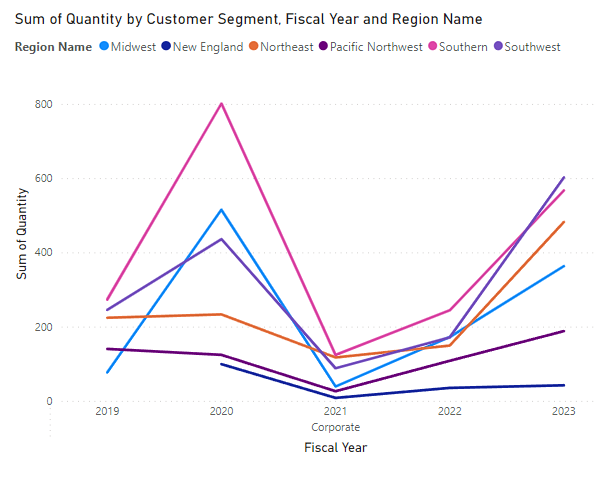 Sum of Quantity by Customer Segment, Fiscal Year and Region Name
Region Name Midwest New England Northeast Pacific Northwest Southern Southwest
800
600
400
200
0
Sum of Quantity
2019 2020 2021 2022 2023
Corporate
Fiscal Year